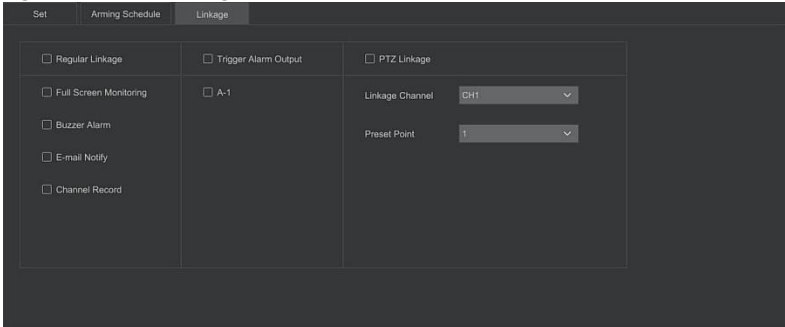 Set Arming Schedule Linkage
Regular Linkage Trigger Alarm Output PTZ Linkage
Full Screen Monitoring A-1 Linkage Channel CH1
Buzzer Alarm
Preset Point 1
E-mail Notify
Channel Record